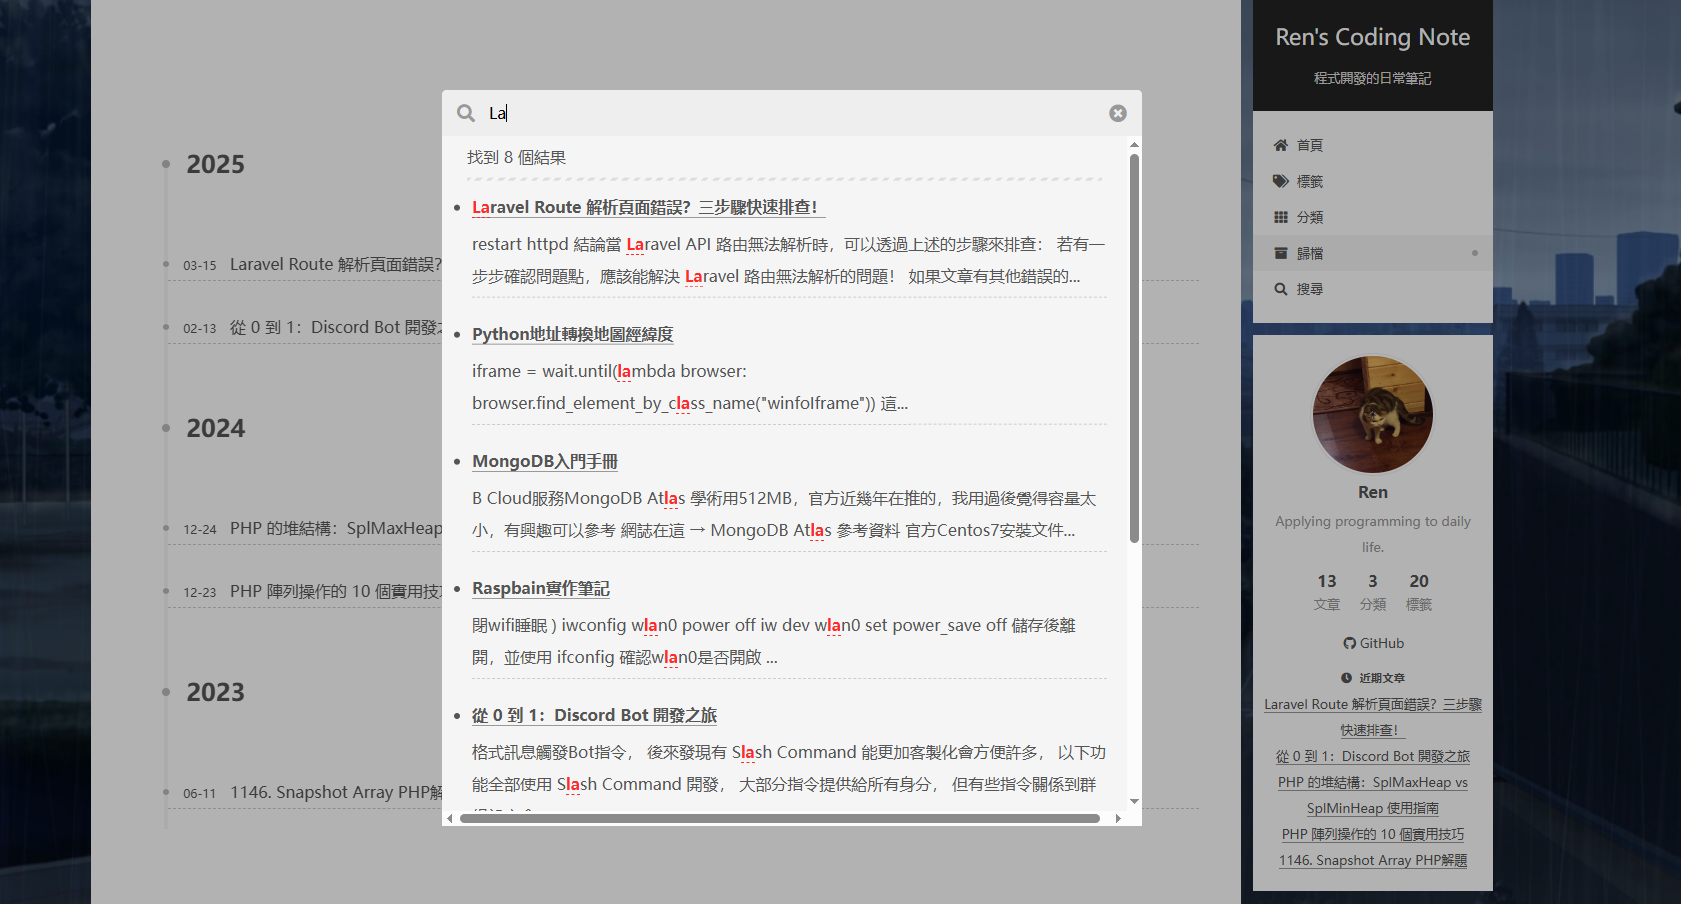 Ren's Coding Note
程式開發的日常筆記
首頁
標籤
分類
歸檔
搜尋
La
找到 8 個結果
Laravel Route 解析頁面錯誤？三步驟快速排查！
restart httpd 結論當 Laravel API 路由無法解析時，可以透過上述的步驟來排查： 若有一
步步確認問題點，應該能解決 Laravel 路由無法解析的問題！ 如果文章有其他錯誤的...
Python地址轉換地圖經緯度
iframe = wait.until(lambda browser:
browser.find_element_by_class_name("winfoIframe")) 這...
MongoDB入門手冊
B Cloud服務MongoDB Atlas 學術用512MB，官方近幾年在推的，我用過後覺得容量太
小，有興趣可以參考 網誌在這 → MongoDB Atlas 參考資料 官方Centos7安裝文件...
Raspbain實作筆記
閉wifi睡眠 ) iwconfig wlan0 power off iw dev wlan0 set power_save off 儲存後離
開，並使用 ifconfig 確認wlan0是否開啟 ...
從 0 到 1：Discord Bot 開發之旅
格式訊息觸發Bot指令， 後來發現有 Slash Command 能更加客製化會方便許多， 以下功
能全部使用 Slash Command 開發， 大部分指令提供給所有身分， 但有些指令關係到群
2025
03-15 Laravel Route 解析頁面錯誤?
02-13 從 0 到 1：Discord Bot 開發
2024
12-24 PHP 的堆結構：SplMaxHeap
12-23 PHP 陣列操作的 10 個實用技
2023
06-11 1146. Snapshot Array PHP解
Ren
Applying programming to daily
life.
13 3 20
文章 分類 標籤
GitHub
近期文章
Laravel Route 解析頁面錯誤？三步驟
快速排查！
從 0 到 1：Discord Bot 開發之旅
PHP 的堆結構：SplMaxHeap vs
SplMinHeap 使用指南
PHP 陣列操作的 10 個實用技巧
1146. Snapshot Array PHP解題